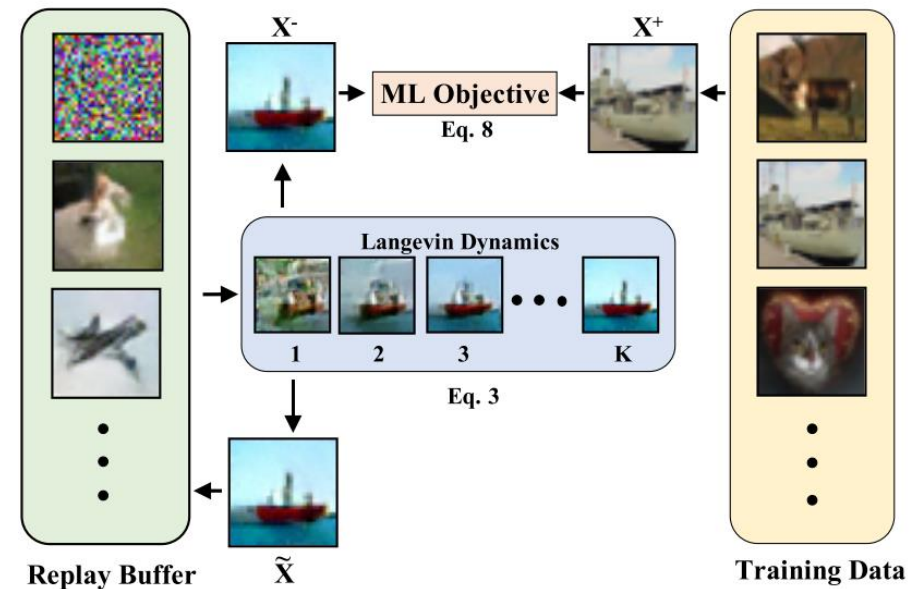 X⁻
X⁺
ML Objective
Eq. 8
Langevin Dynamics
1 2 3 K
Eq. 3
X̃
Replay Buffer
Training Data